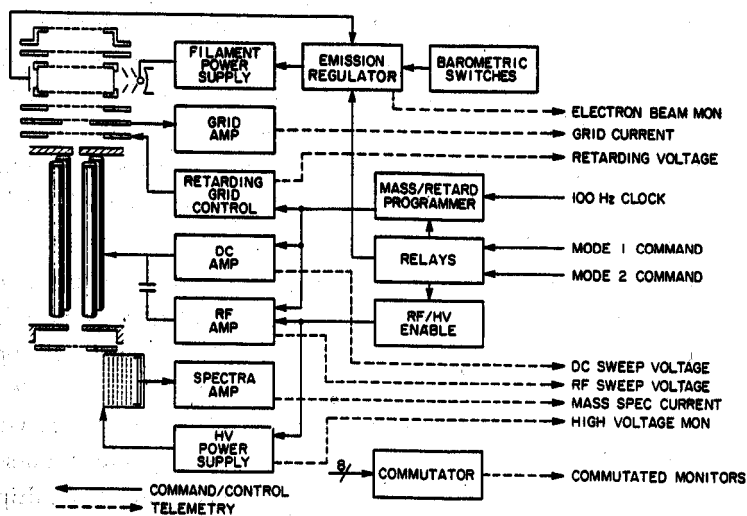 FILAMENT
POWER
SUPPLY
EMISSION
REGULATOR
BAROMETRIC
SWITCHES
ELECTRON BEAM MON
GRID
AMP
GRID CURRENT
RETARDING VOLTAGE
RETARDING
GRID
CONTROL
MASS/RETARD
PROGRAMMER
100 Hz CLOCK
DC
AMP
RELAYS
MODE 1 COMMAND
MODE 2 COMMAND
RF
AMP
RF/HV
ENABLE
DC SWEEP VOLTAGE
RF SWEEP VOLTAGE
SPECTRA
AMP
MASS SPEC CURRENT
HIGH VOLTAGE MON
HV
POWER
SUPPLY
8/
COMMUTATOR
COMMUTATED MONITORS
COMMAND/CONTROL
TELEMETRY